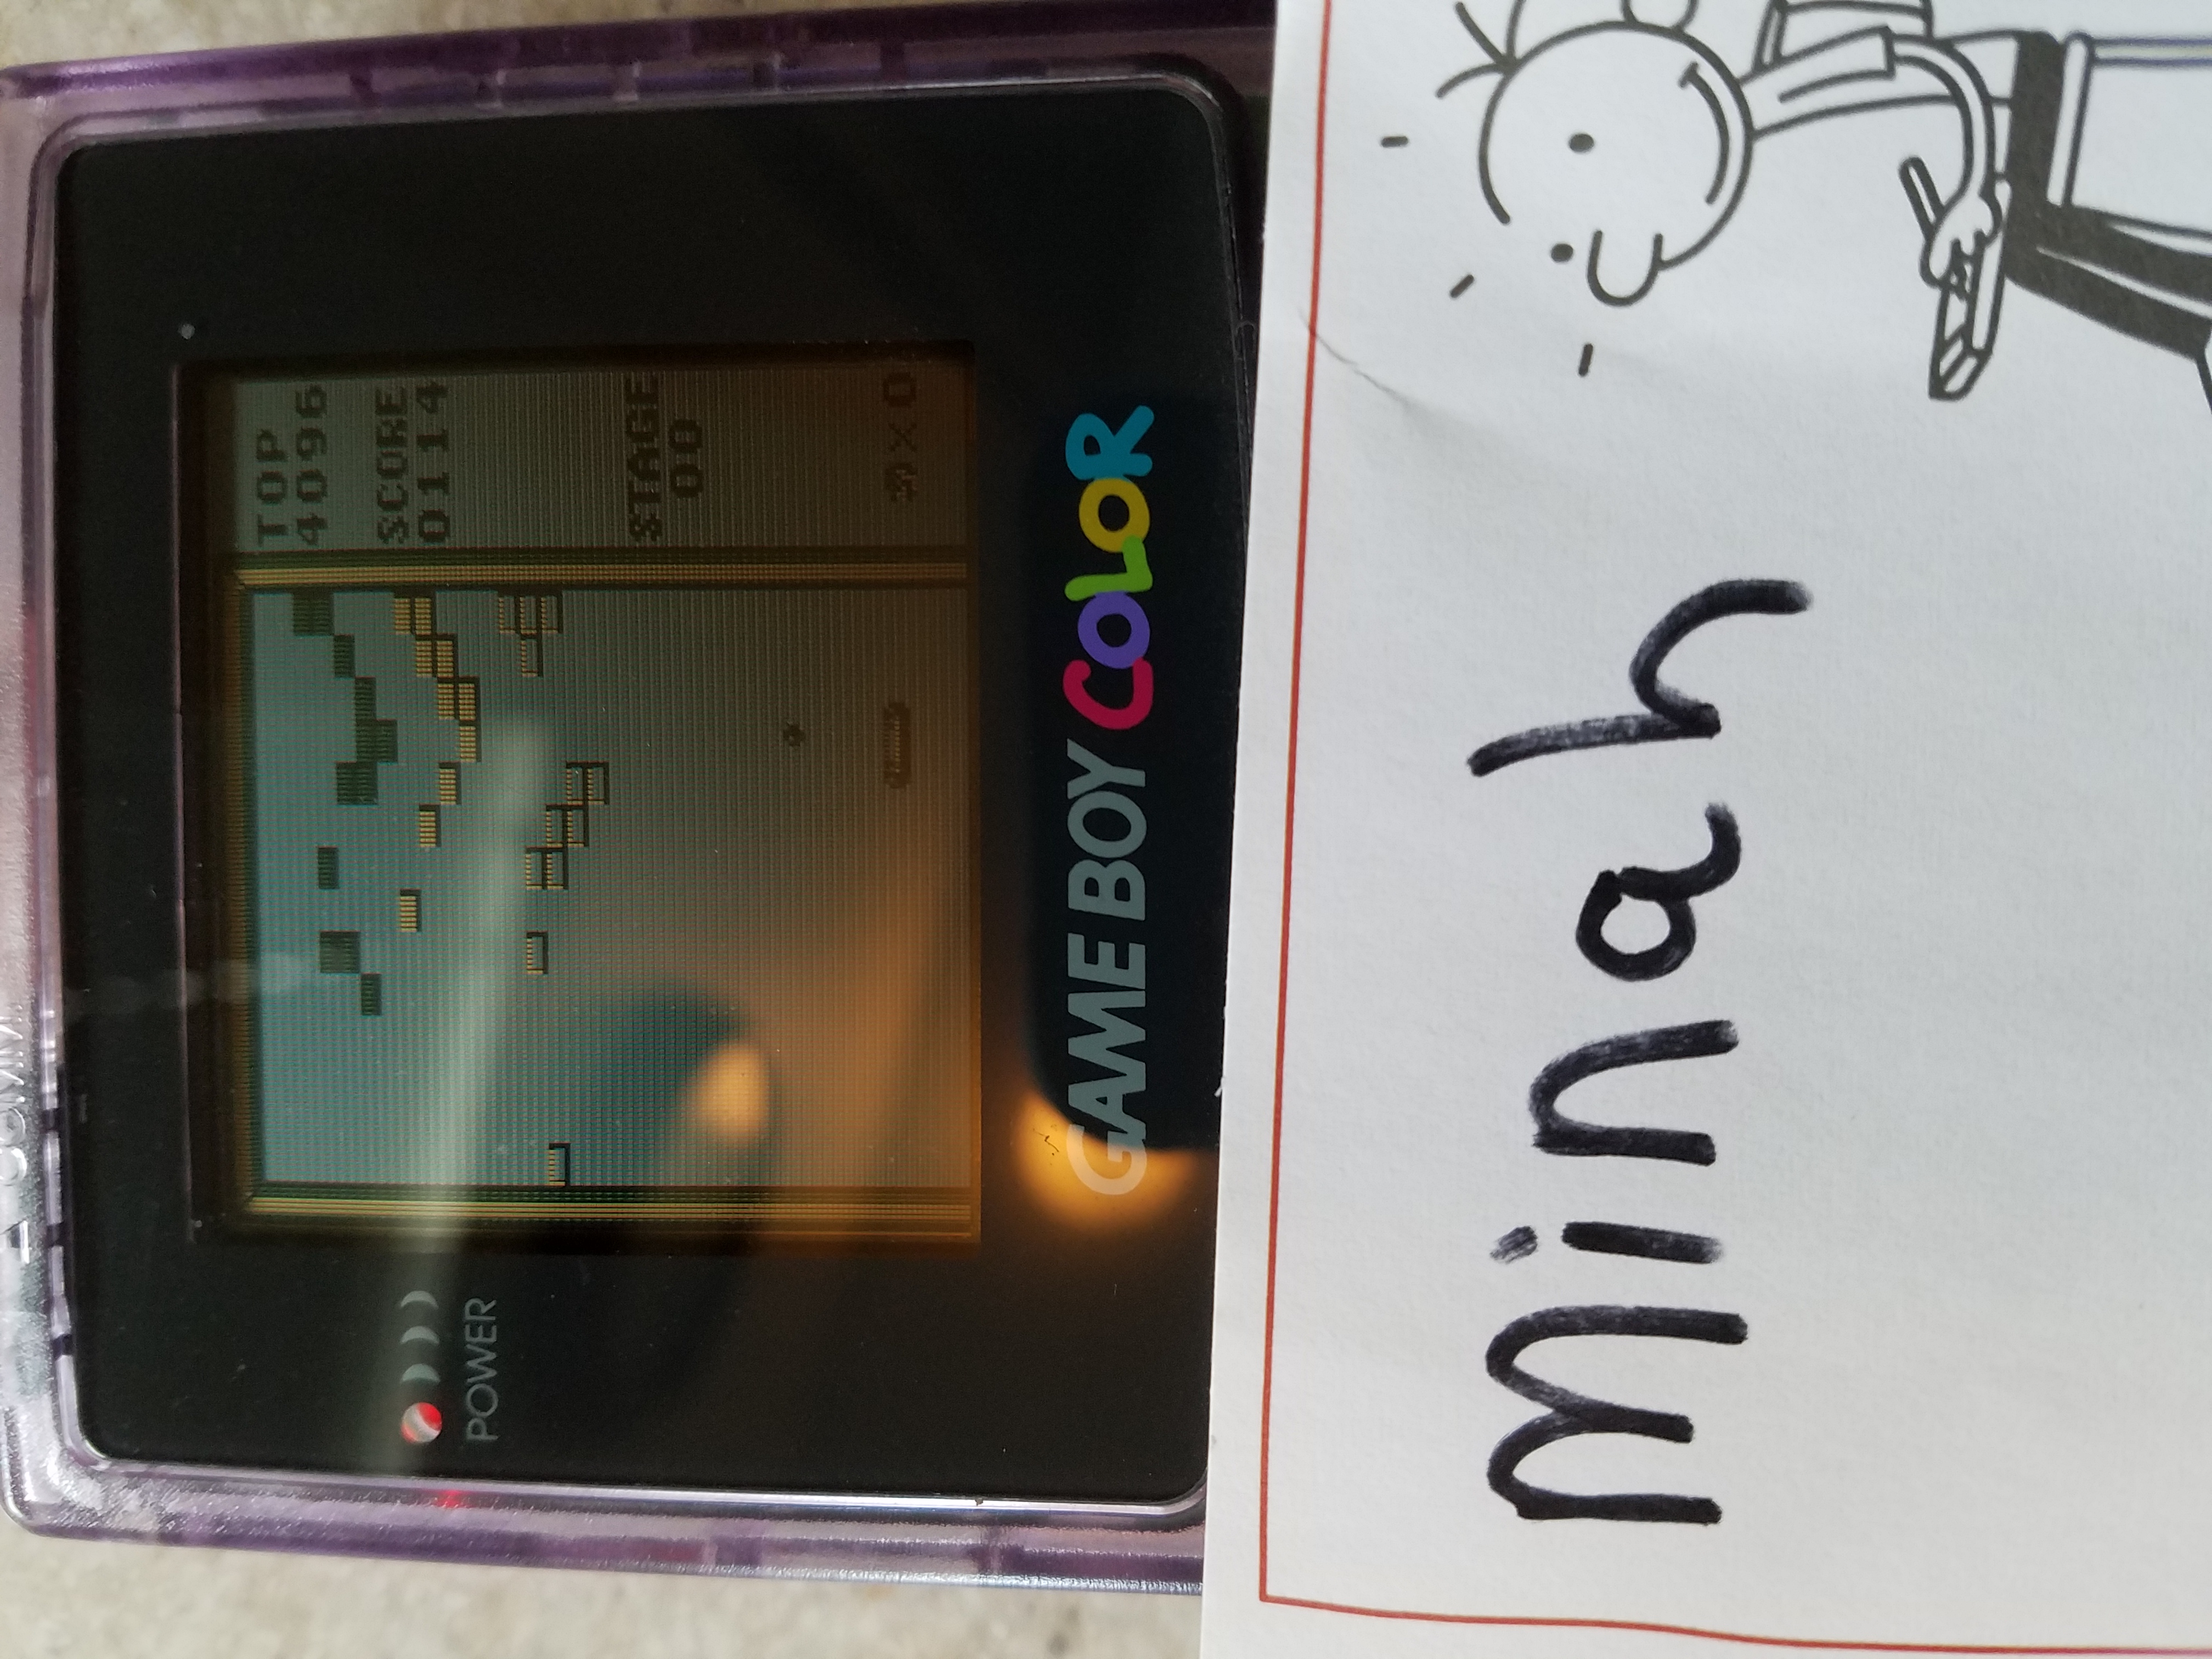 TOP
4096
SCORE
0114
STAGE
00
×0
POWER
GAME BOY COLOR
minah